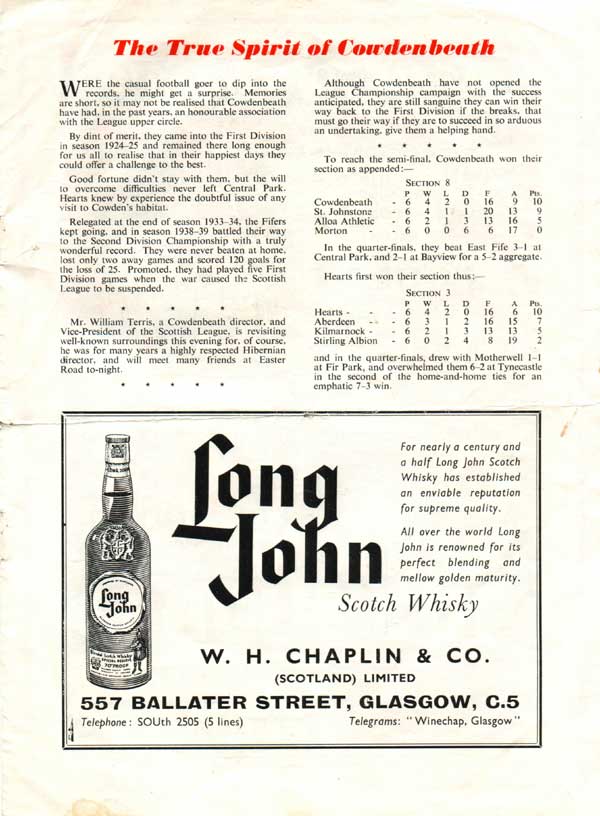 The True Spirit of Cowdenbeath
WERE the casual football goer to dip into the
records, he might get a surprise. Memories
are short, so it may not be realised that Cowdenbeath
have had, in the past years, an honourable association
with the League upper circle.
By dint of merit, they came into the First Division
in season 1924-25 and remained there long enough
for us all to realise that in their happiest days they
could offer a challenge to the best.
Good fortune didn't stay with them, but the will
to overcome difficulties never left Central Park.
Hearts knew by experience the doubtful issue of any
visit to Cowden's habitat.
Relegated at the end of season 1933-34, the Fifers
kept going, and in season 1938-39 battled their way
to the Second Division Championship with a truly
wonderful record. They were never beaten at home,
lost only two away games and scored 120 goals for
the loss of 25. Promoted, they had played five First
Division games when the war caused the Scottish
League to be suspended.
* * * * *
Mr. William Terris, a Cowdenbeath director, and
Vice-President of the Scottish League, is revisiting
well-known surroundings this evening for, of course,
he was for many years a highly respected Hibernian
director, and will meet many friends at Easter
Road to-night.
* * * * *
Although Cowdenbeath have not opened the
League Championship campaign with the success
anticipated, they are still sanguine they can win their
way back to the First Division if the breaks, that
must go their way if they are to succeed in so arduous
an undertaking, give them a helping hand.
* * * * *
To reach the semi-final, Cowdenbeath won their
section as appended:—
SECTION 8
P W L D F A Pts.
Cowdenbeath - 6 4 2 0 16 9 10
St. Johnstone - 6 4 1 1 20 13 9
Alloa Athletic - 6 2 1 3 13 16 5
Morton - - 6 0 0 6 6 17 0
In the quarter-finals, they beat East Fife 3-1 at
Central Park, and 2-1 at Bayview for a 5-2 aggregate.
Hearts first won their section thus:—
SECTION 3
P W L D F A Pts.
Hearts - - - 6 4 2 0 16 6 10
Aberdeen - - 6 3 1 2 16 15 7
Kilmarnock - - 6 2 1 3 13 13 5
Stirling Albion - 6 0 2 4 8 19 2
and in the quarter-finals, drew with Motherwell 1-1
at Fir Park, and overwhelmed them 6-2 at Tynecastle
in the second of the home-and-home ties for an
emphatic 7-3 win.
Long
John
Scotch Whisky
For nearly a century and
a half Long John Scotch
Whisky has established
an enviable reputation
for supreme quality.
All over the world Long
John is renowned for its
perfect blending and
mellow golden maturity.
Long
John
W. H. CHAPLIN & CO.
(SCOTLAND) LIMITED
557 BALLATER STREET, GLASGOW, C.5
Telephone: SOUth 2505 (5 lines) Telegrams: "Winechap, Glasgow"